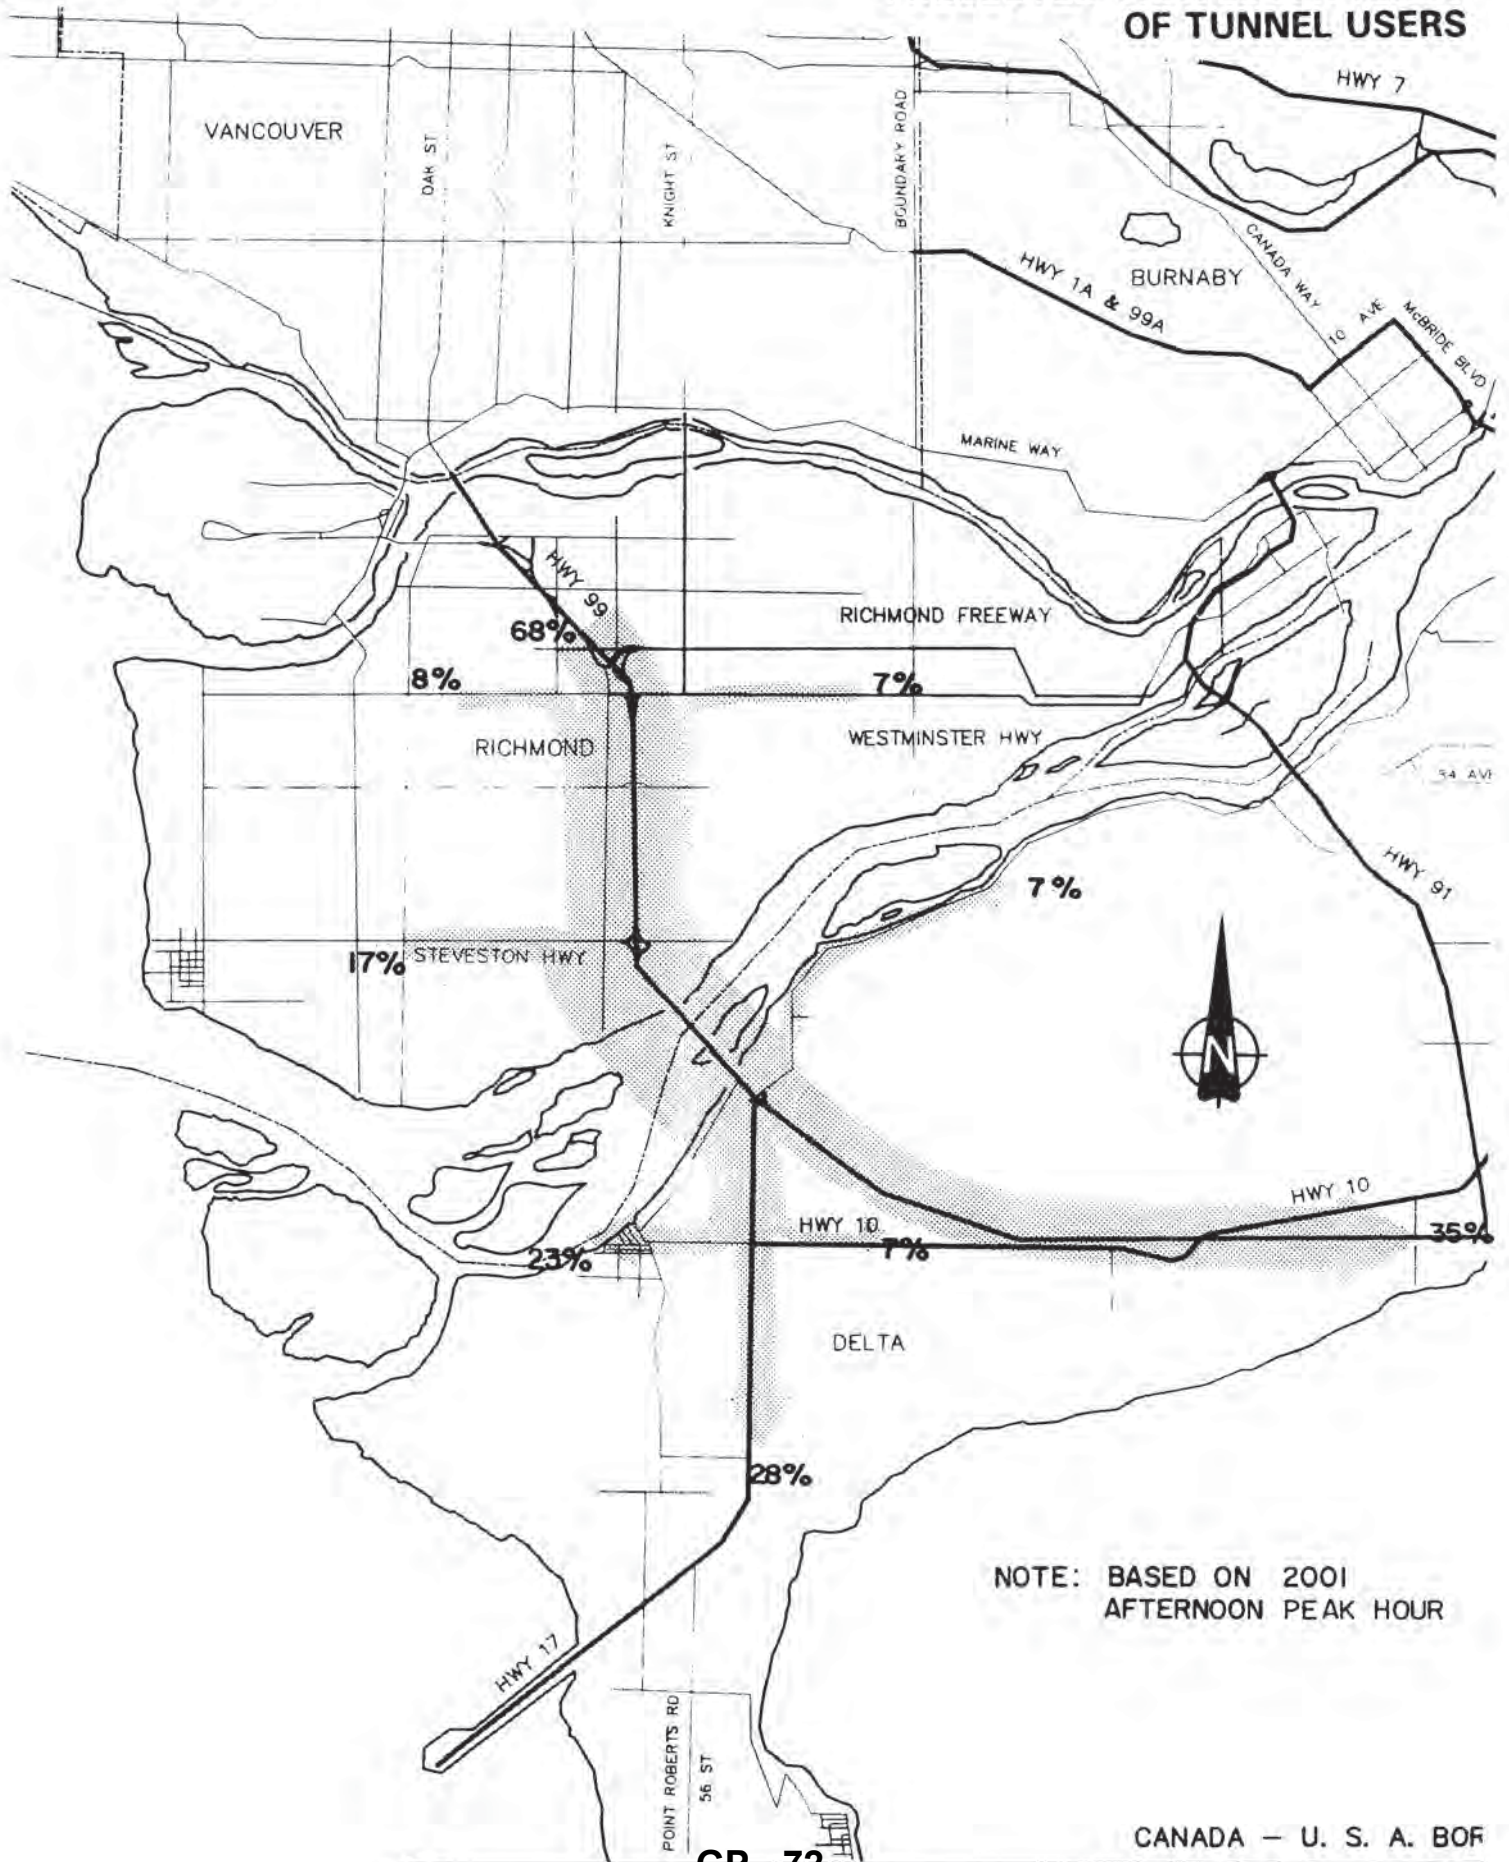 OF TUNNEL USERS
HWY 7
VANCOUVER
OAK ST
KNIGHT ST
BOUNDARY ROAD
CANADA WAY
BURNABY
HWY 1A & 99A
10 AVE
McBRIDE BLVD
MARINE WAY
HWY 99
RICHMOND FREEWAY
68%
8%
7%
RICHMOND
WESTMINSTER HWY
HWY 91
7%
17%
STEVESTON HWY
N
HWY 10
HWY 10
35%
23%
7%
DELTA
28%
NOTE: BASED ON 2001
AFTERNOON PEAK HOUR
HWY 17
POINT ROBERTS RD
56 ST
CANADA - U. S. A.